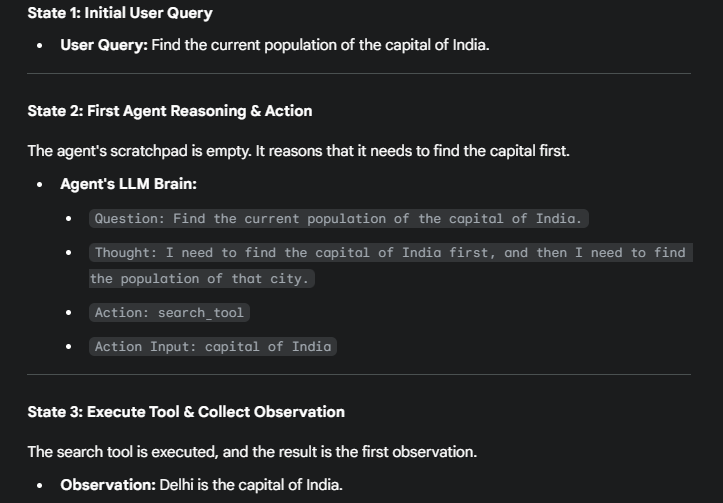 State 1: Initial User Query
• User Query: Find the current population of the capital of India.
State 2: First Agent Reasoning & Action
The agent's scratchpad is empty. It reasons that it needs to find the capital first.
• Agent's LLM Brain:
• Question: Find the current population of the capital of India.
• Thought: I need to find the capital of India first, and then I need to find
the population of that city.
• Action: search_tool
• Action Input: capital of India
State 3: Execute Tool & Collect Observation
The search tool is executed, and the result is the first observation.
• Observation: Delhi is the capital of India.